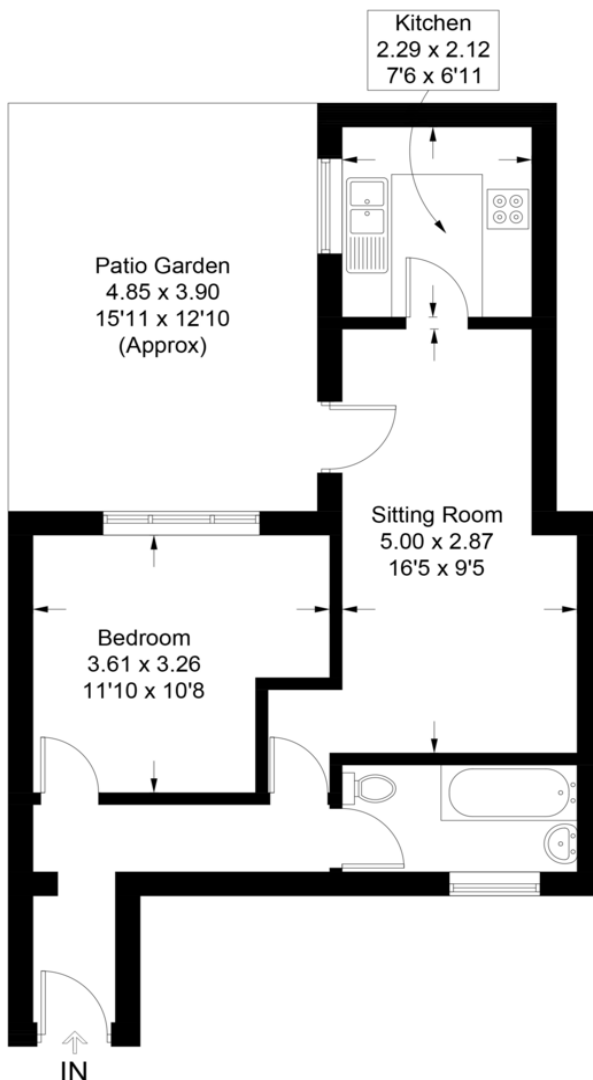 Kitchen
2.29 x 2.12
7'6 x 6'11
Patio Garden
4.85 x 3.90
15'11 x 12'10
(Approx)
Sitting Room
5.00 x 2.87
16'5 x 9'5
Bedroom
3.61 x 3.26
11'10 x 10'8
IN